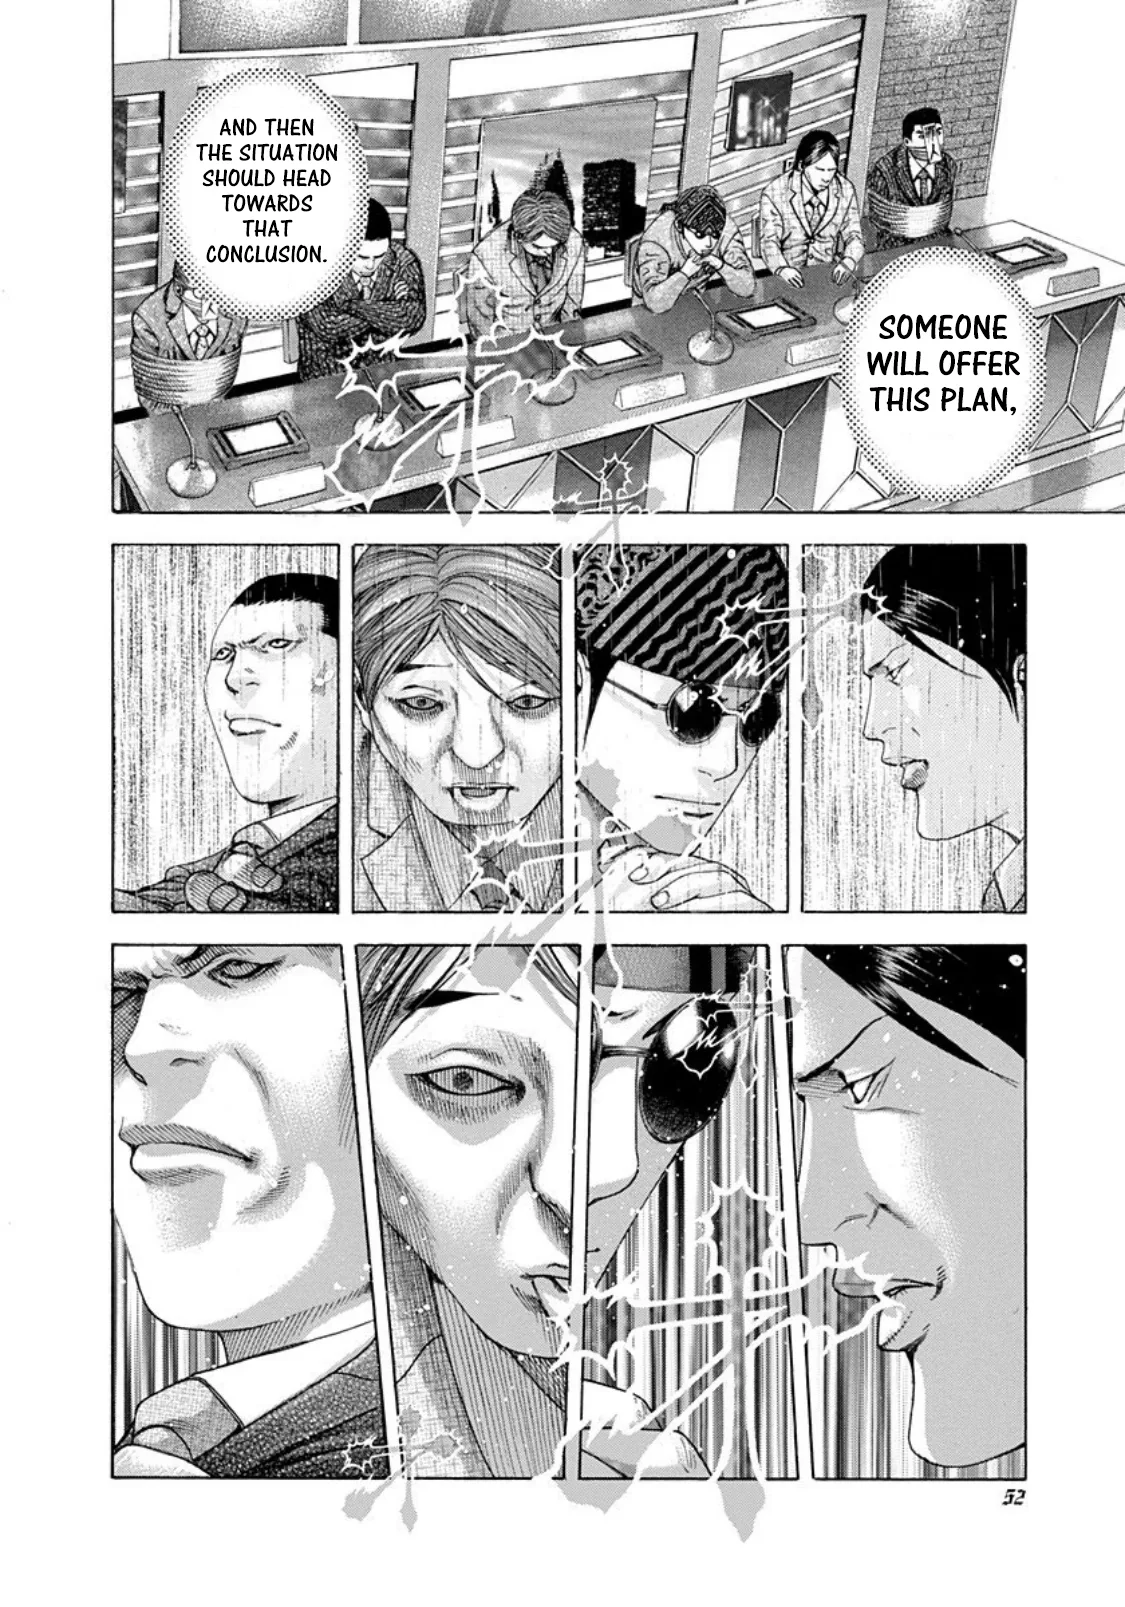 SOMEONE
WILL OFFER
THIS PLAN,
AND THEN
THE SITUATION
SHOULD HEAD
TOWARDS
THAT
CONCLUSION.
52